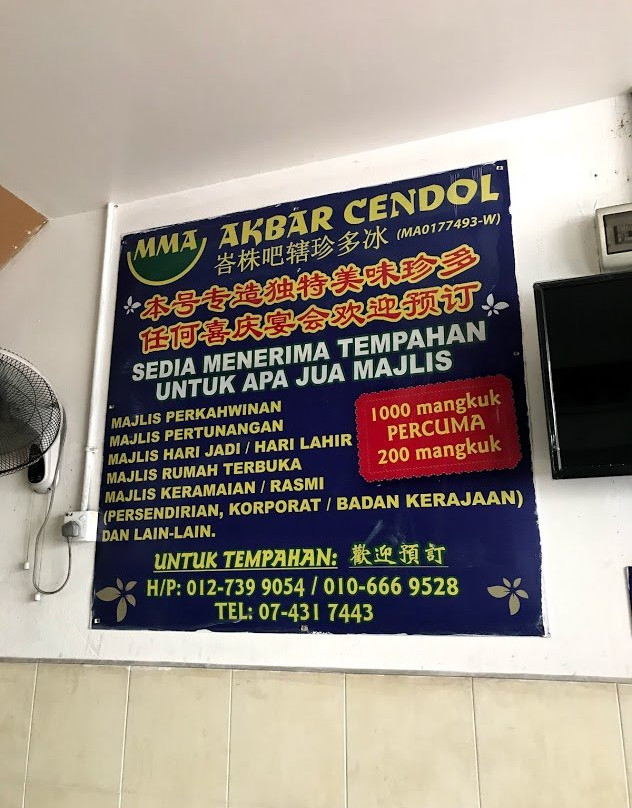 MMA AKBAR CENDOL
峇株吧辖珍多冰 (MA0177493-W)
本号专造独特美味珍多
任何喜庆宴会欢迎预订
SEDIA MENERIMA TEMPAHAN
UNTUK APA JUA MAJLIS
MAJLIS PERKAHWINAN
MAJLIS PERTUNANGAN
MAJLIS HARI JADI / HARI LAHIR
MAJLIS RUMAH TERBUKA
MAJLIS KERAMAIAN / RASMI
(PERSENDIRIAN, KORPORAT / BADAN KERAJAAN)
DAN LAIN-LAIN.
1000 mangkuk
PERCUMA
200 mangkuk
UNTUK TEMPAHAN: 歡迎預訂
H/P: 012-739 9054 / 010-666 9528
TEL: 07-431 7443